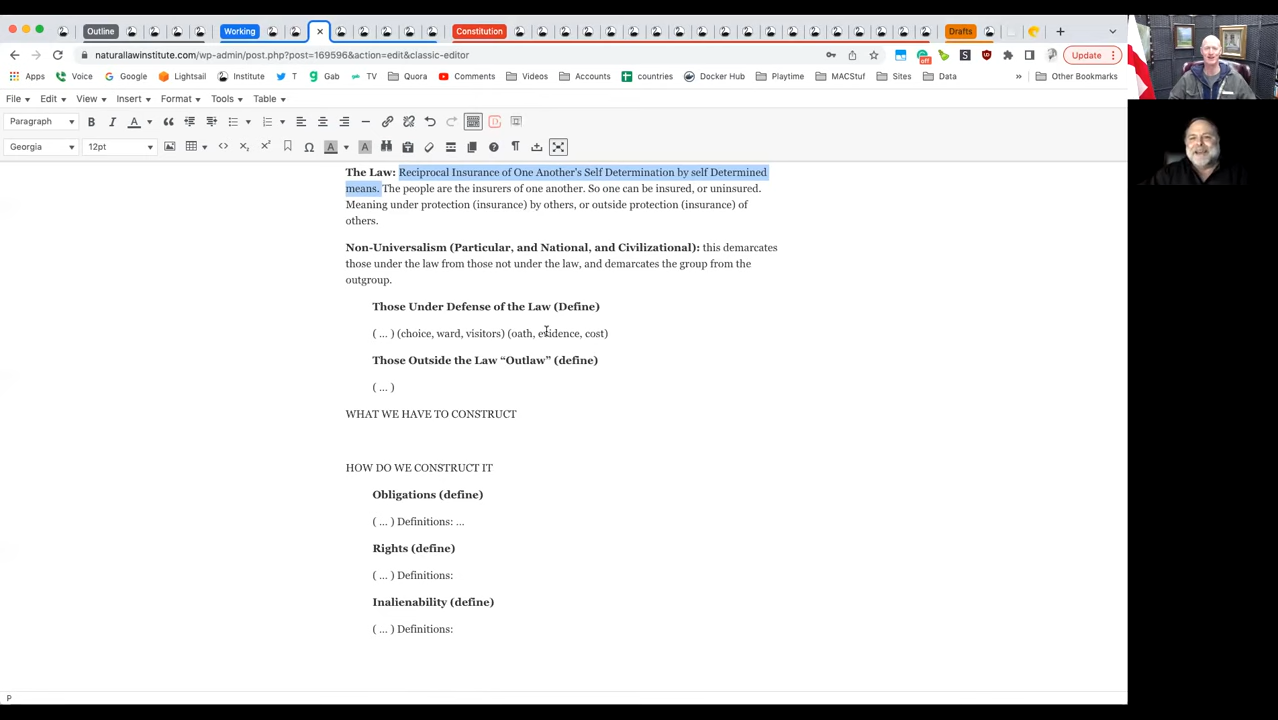 Outline
Working
Constitution
Drafts
naturallawinstitute.com/wp-admin/post.php?post=169596&action=edit&classic-editor
off
Update
Apps Voice Google Lightsail Institute T Gab TV Quora Comments Videos Accounts countries Docker Hub Playtime MACStuf Sites Data » Other Bookmarks
File Edit View Insert Format Tools Table
Paragraph B I A
Georgia 12pt A A
The Law: Reciprocal Insurance of One Another's Self Determination by self Determined
means. The people are the insurers of one another. So one can be insured, or uninsured.
Meaning under protection (insurance) by others, or outside protection (insurance) of
others.
Non-Universalism (Particular, and National, and Civilizational): this demarcates
those under the law from those not under the law, and demarcates the group from the
outgroup.
Those Under Defense of the Law (Define)
( ... ) (choice, ward, visitors) (oath, evidence, cost)
Those Outside the Law “Outlaw” (define)
( ... )
WHAT WE HAVE TO CONSTRUCT
HOW DO WE CONSTRUCT IT
Obligations (define)
( ... ) Definitions: ...
Rights (define)
( ... ) Definitions:
Inalienability (define)
( ... ) Definitions:
P